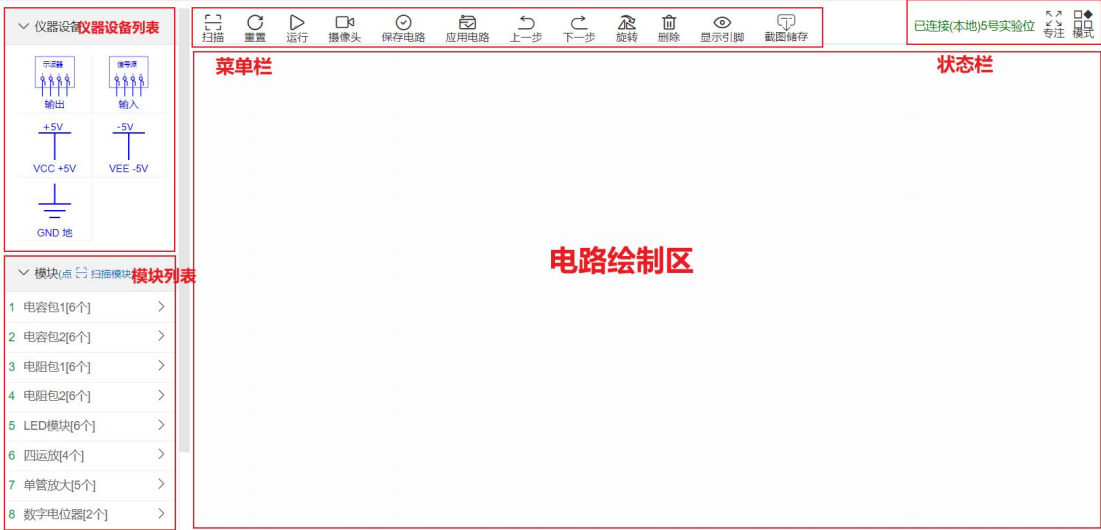 仪器设备 仪器设备列表
示波器
信号源
输出
输入
+5V
-5V
VCC +5V
VEE -5V
GND 地
模块(点 扫描模块 模块列表
1 电容包1[6个]
2 电容包2[6个]
3 电阻包1[6个]
4 电阻包2[6个]
5 LED模块[6个]
6 四运放[4个]
7 单管放大[5个]
8 数字电位器[2个]
扫描 重置 运行 摄像头 保存电路 应用电路 上一步 下一步 旋转 删除 显示引脚 截图储存
菜单栏
已连接(本地)5号实验位 专注 模式
状态栏
电路绘制区